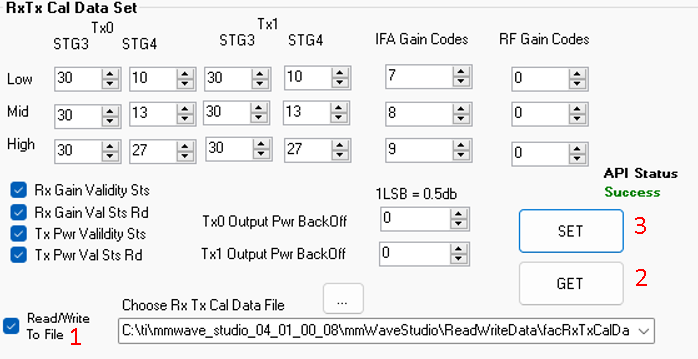 RxTx Cal Data Set
Tx0 Tx1
STG3 STG4 STG3 STG4 IFA Gain Codes RF Gain Codes
Low 30 10 30 10 7 0
Mid 30 13 30 13 8 0
High 30 27 30 27 9 0
API Status
Success
Rx Gain Validity Sts
Rx Gain Val Sts Rd
Tx Pwr Valildity Sts
Tx Pwr Val Sts Rd
1LSB = 0.5db
Tx0 Output Pwr BackOff 0
Tx1 Output Pwr BackOff 0
SET 3
GET 2
Choose Rx Tx Cal Data File ...
Read/Write
To File 1
C:\ti\mmwave_studio_04_01_00_08\mmWaveStudio\ReadWriteData\facRxTxCalDa